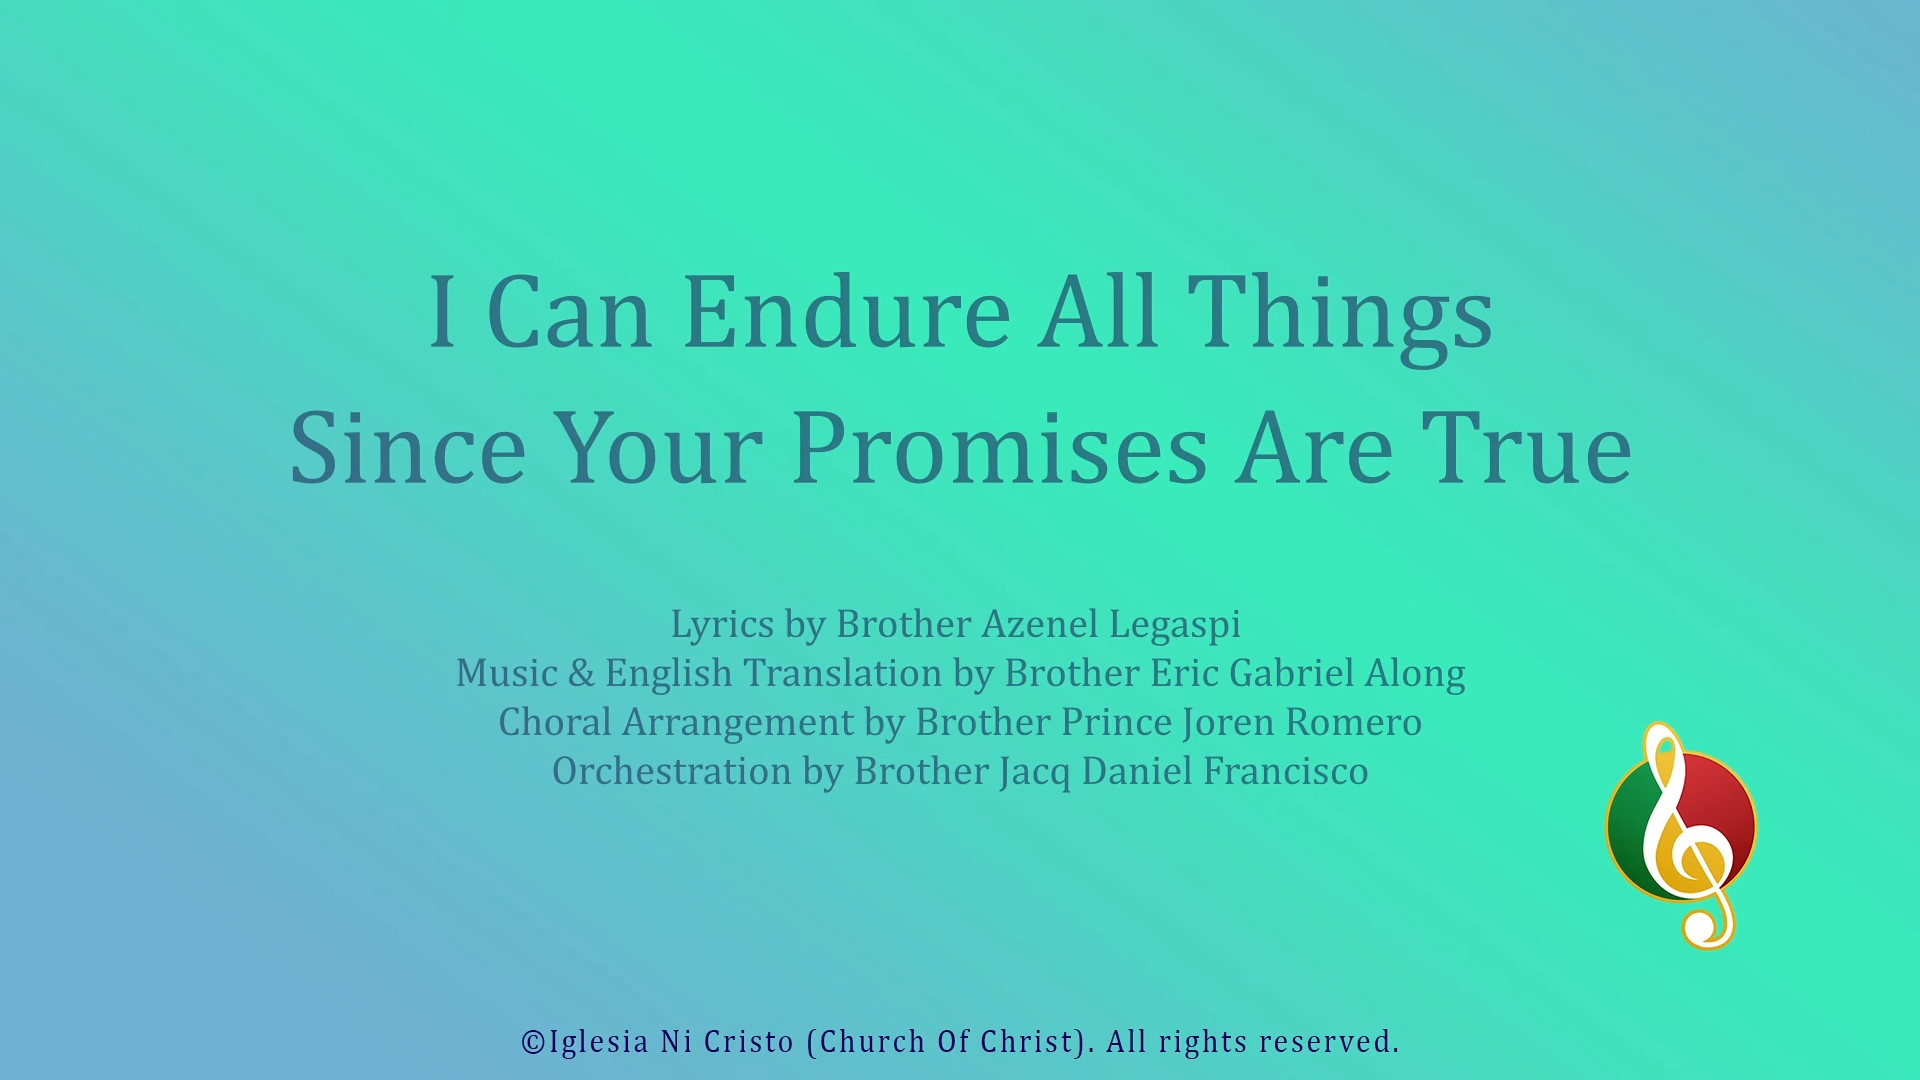 I Can Endure All Things
Since Your Promises Are True
Lyrics by Brother Azenel Legaspi
Music & English Translation by Brother Eric Gabriel Along
Choral Arrangement by Brother Prince Joren Romero
Orchestration by Brother Jacq Daniel Francisco
©Iglesia Ni Cristo (Church Of Christ). All rights reserved.